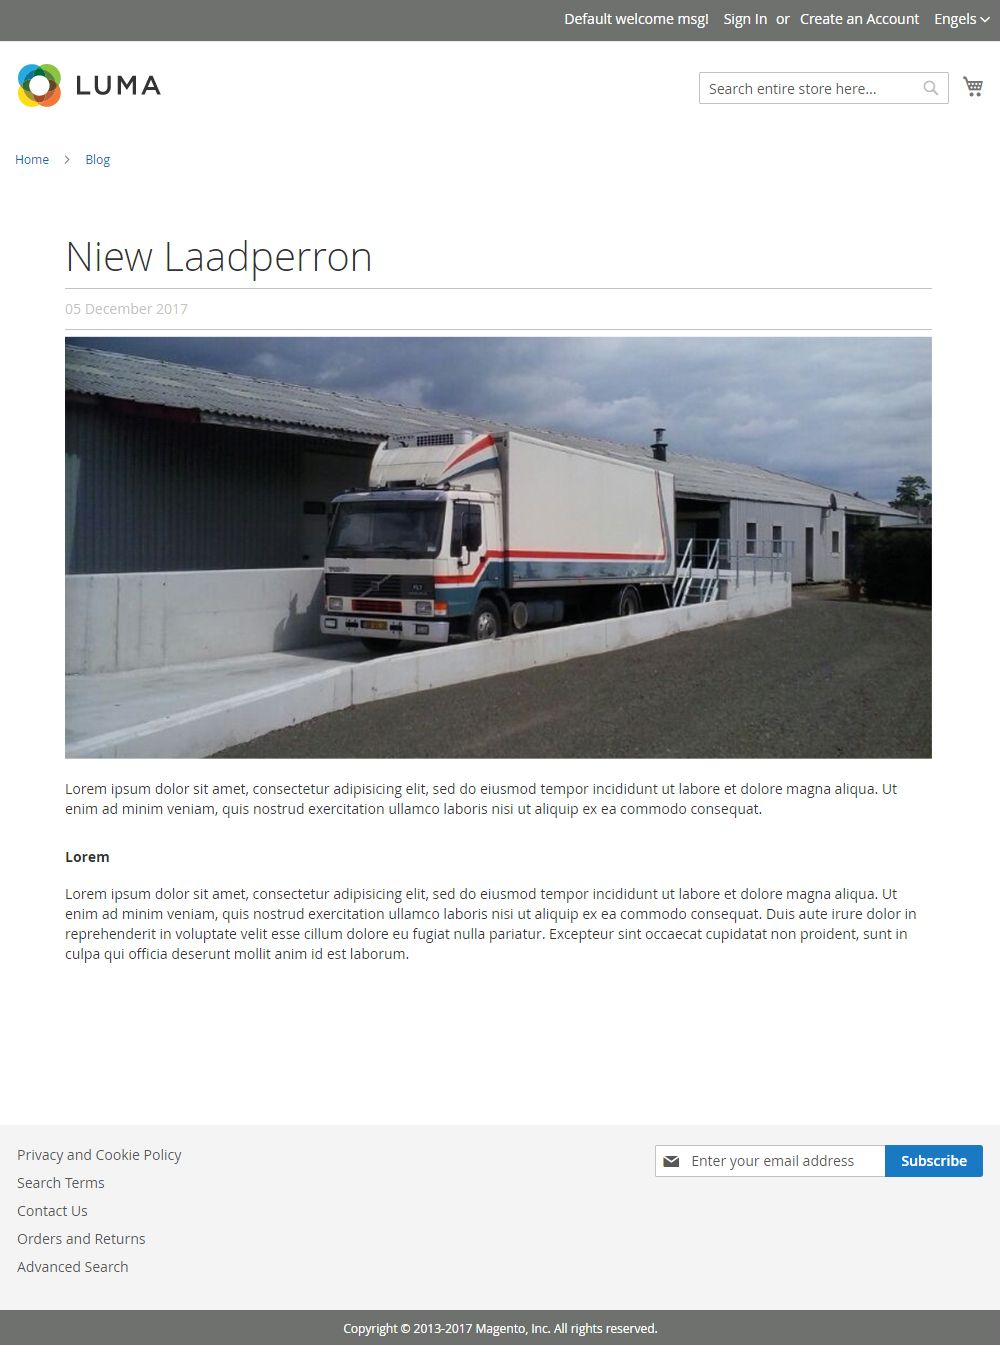 Default welcome msg! Sign In or Create an Account Engels
LUMA
Search entire store here...
Home > Blog
Niew Laadperron
05 December 2017
VOLVO
Lorem ipsum dolor sit amet, consectetur adipisicing elit, sed do eiusmod tempor incididunt ut labore et dolore magna aliqua. Ut
enim ad minim veniam, quis nostrud exercitation ullamco laboris nisi ut aliquip ex ea commodo consequat.
Lorem
Lorem ipsum dolor sit amet, consectetur adipisicing elit, sed do eiusmod tempor incididunt ut labore et dolore magna aliqua. Ut
enim ad minim veniam, quis nostrud exercitation ullamco laboris nisi ut aliquip ex ea commodo consequat. Duis aute irure dolor in
reprehenderit in voluptate velit esse cillum dolore eu fugiat nulla pariatur. Excepteur sint occaecat cupidatat non proident, sunt in
culpa qui officia deserunt mollit anim id est laborum.
Privacy and Cookie Policy
Search Terms
Contact Us
Orders and Returns
Advanced Search
Enter your email address Subscribe
Copyright © 2013-2017 Magento, Inc. All rights reserved.